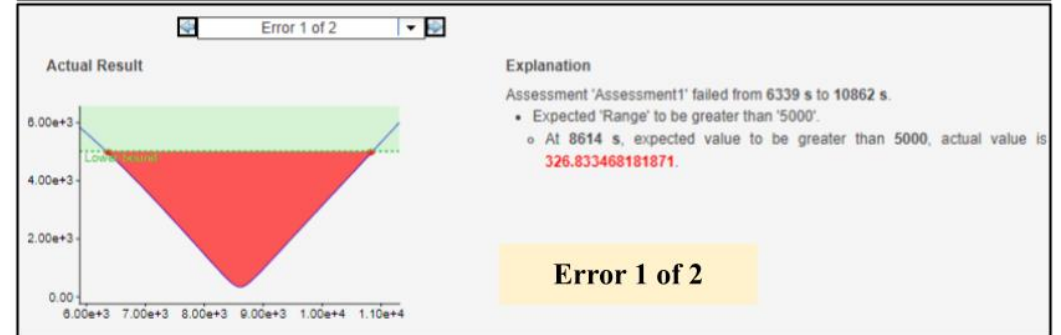 Error 1 of 2
Actual Result
Explanation
Assessment 'Assessment1' failed from 6339 s to 10862 s.
• Expected 'Range' to be greater than '5000'.
o At 8614 s, expected value to be greater than 5000, actual value is
326.833468181871.
6.00e+3
Lower bound
4.00e+3
2.00e+3
0.00
6.00e+3 7.00e+3 8.00e+3 9.00e+3 1.00e+4 1.10e+4
Error 1 of 2